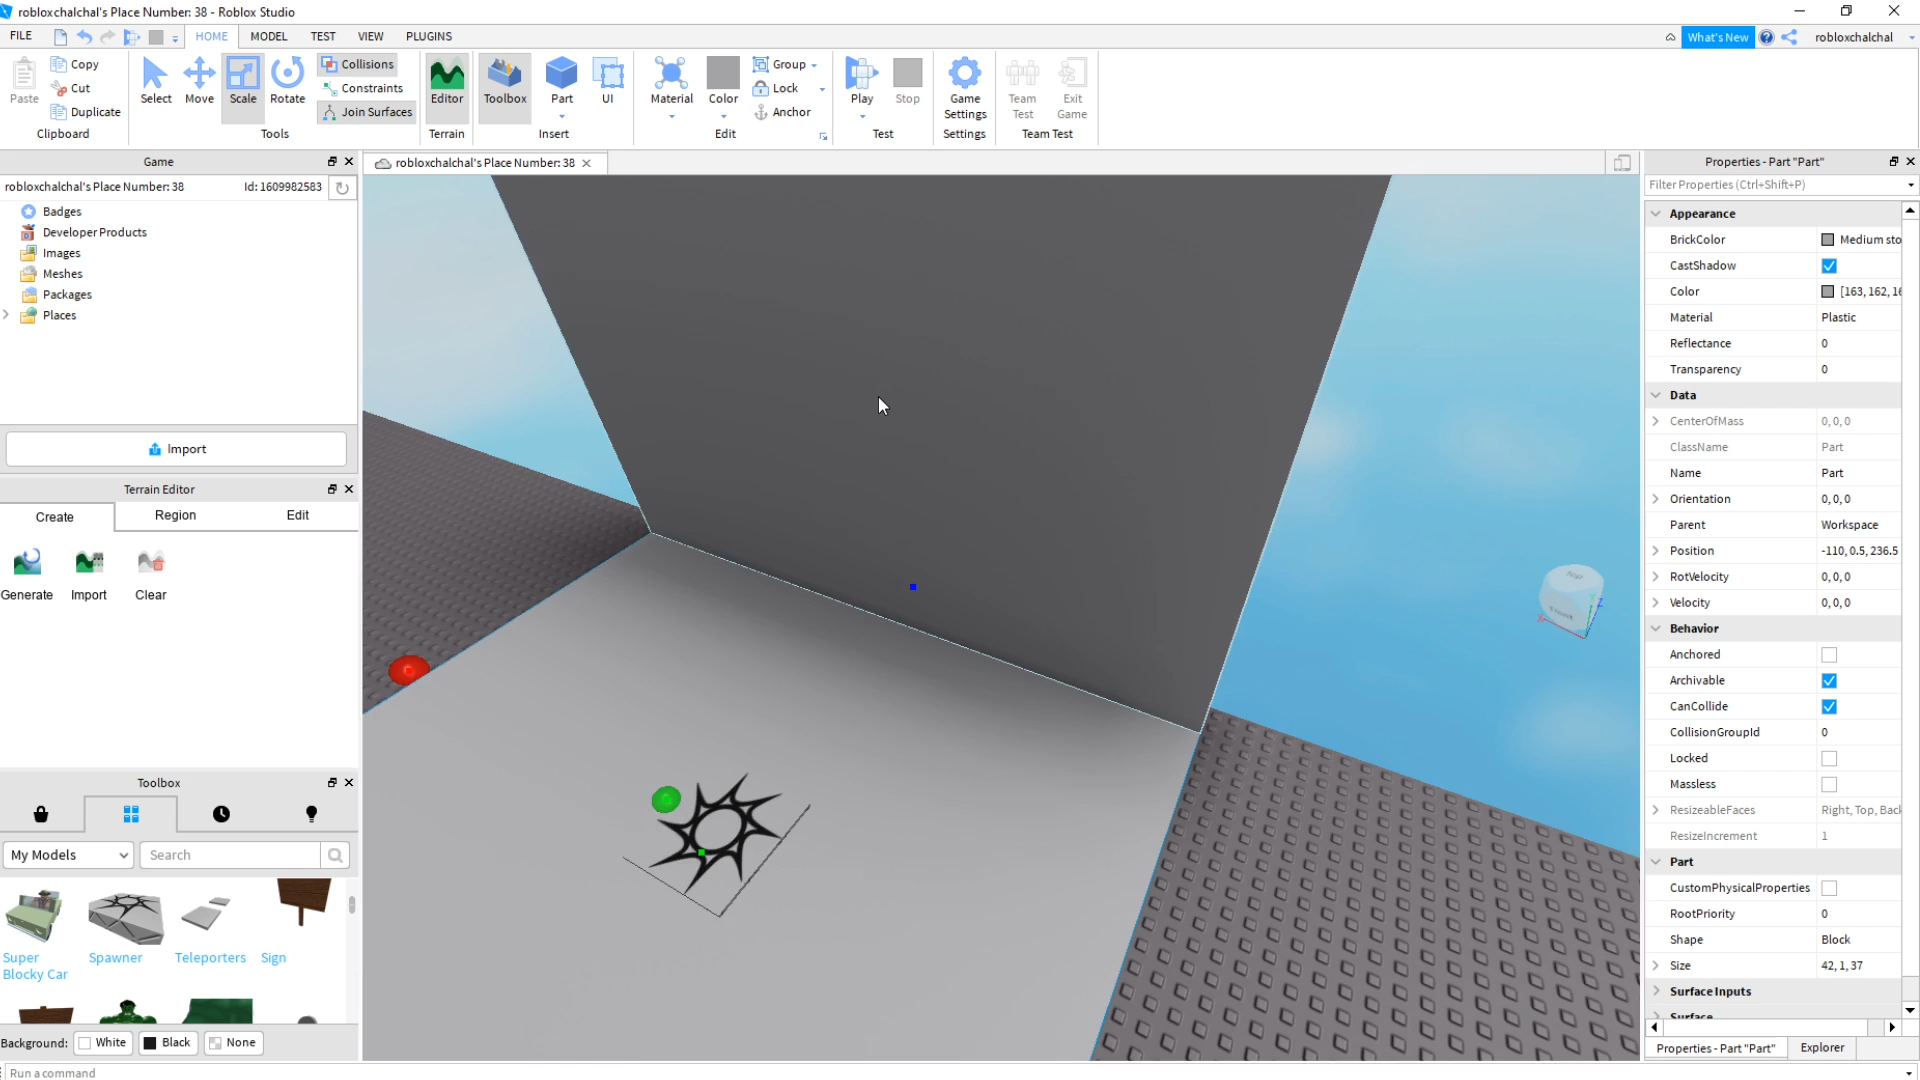 robloxchalchal's Place Number: 38 - Roblox Studio
FILE HOME MODEL TEST VIEW PLUGINS What's New robloxchalchal
Paste Copy Cut Duplicate Clipboard
Select Move Scale Rotate Collisions Constraints Join Surfaces Tools
Editor Terrain
Toolbox Part UI Insert
Material Color Group Lock Anchor Edit
Play Stop Test
Game Settings Settings
Team Test Exit Game Team Test
Game
robloxchalchal's Place Number: 38 Id: 1609982583
Badges
Developer Products
Images
Meshes
Packages
Places
Import
Terrain Editor
Create Region Edit
Generate Import Clear
Toolbox
My Models Search
Super Blocky Car Spawner Teleporters Sign
Background: White Black None
Run a command
robloxchalchal's Place Number: 38
Properties - Part "Part"
Filter Properties (Ctrl+Shift+P)
Appearance
BrickColor Medium sto
CastShadow
Color [163, 162, 16
Material Plastic
Reflectance 0
Transparency 0
Data
CenterOfMass 0, 0, 0
ClassName Part
Name Part
Orientation 0, 0, 0
Parent Workspace
Position -110, 0.5, 236.5
RotVelocity 0, 0, 0
Velocity 0, 0, 0
Behavior
Anchored
Archivable
CanCollide
CollisionGroupId 0
Locked
Massless
ResizeableFaces Right, Top, Back
ResizeIncrement 1
Part
CustomPhysicalProperties
RootPriority 0
Shape Block
Size 42, 1, 37
Surface Inputs
Surface
Properties - Part "Part" Explorer